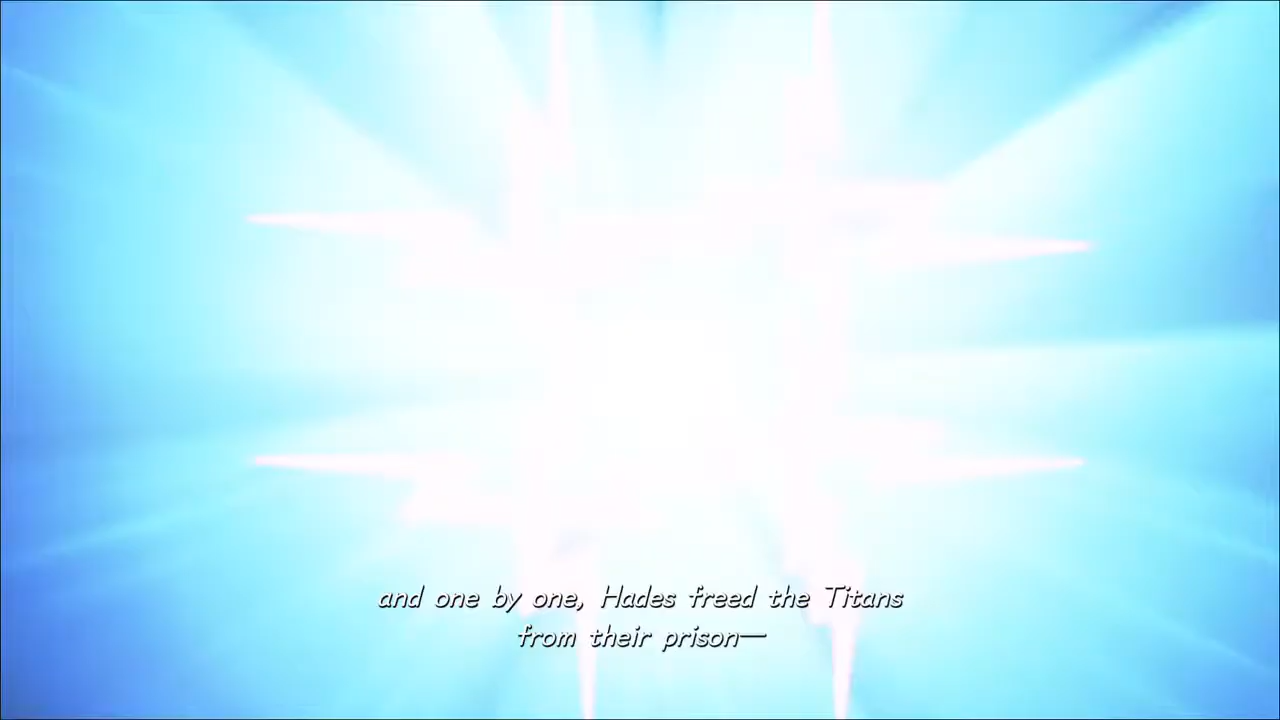 and one by one, Hades freed the Titans
from their prison—